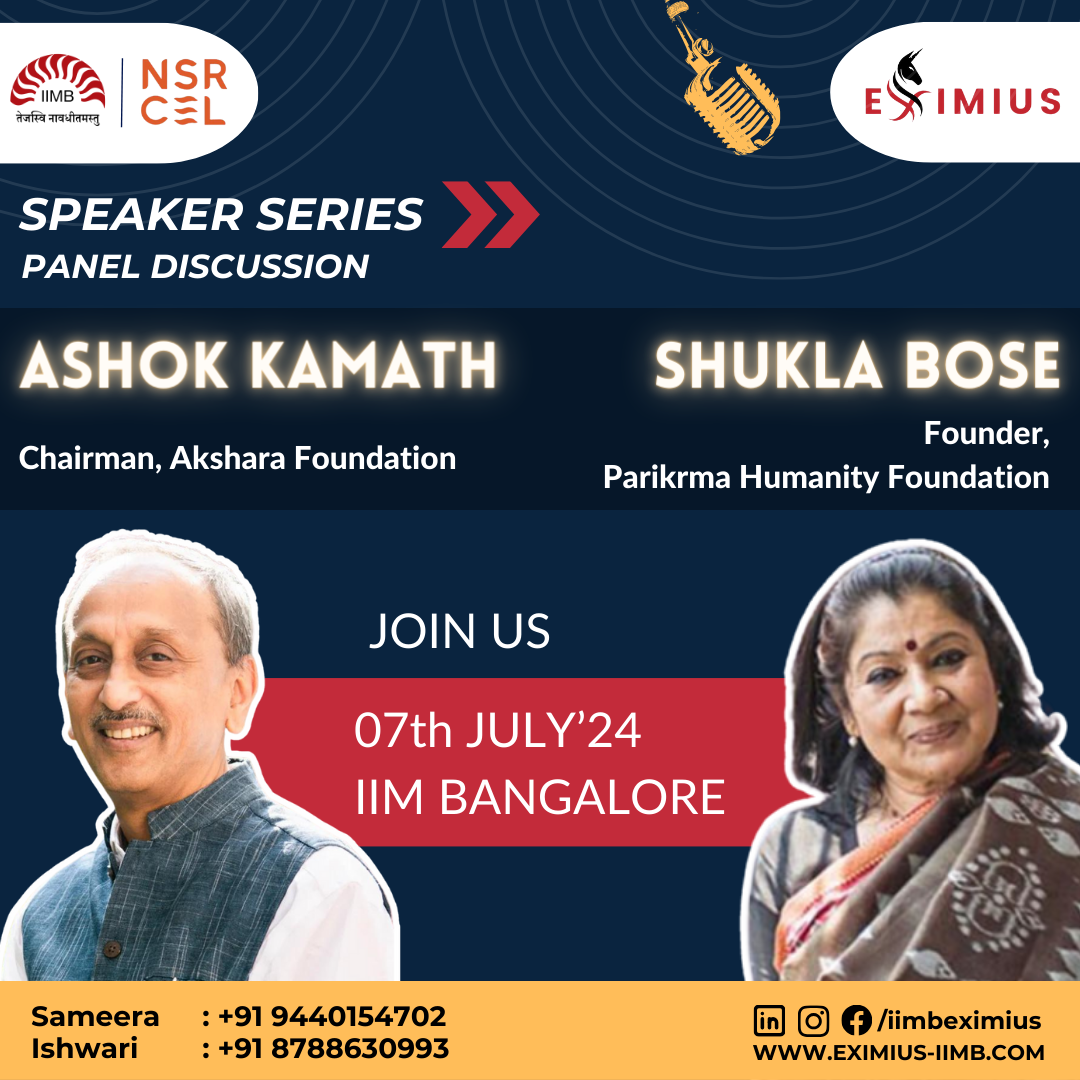 IIMB
तेजस्वि नावधीतमस्तु
NSR
CEL
EXIMIUS
SPEAKER SERIES
PANEL DISCUSSION
ASHOK KAMATH
Chairman, Akshara Foundation
SHUKLA BOSE
Founder,
Parikrma Humanity Foundation
JOIN US
07th JULY’24
IIM BANGALORE
Sameera : +91 9440154702
Ishwari : +91 8788630993
in /iimbeximius
WWW.EXIMIUS-IIMB.COM